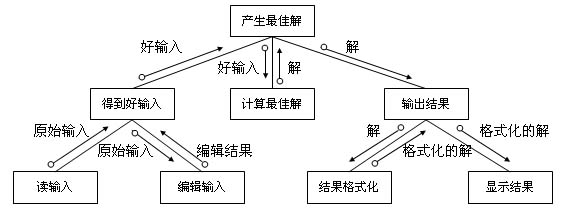 产生最佳解
好输入
好输入
解
解
得到好输入
计算最佳解
输出结果
原始输入
原始输入
编辑结果
解
格式化的解
格式化的解
读输入
编辑输入
结果格式化
显示结果